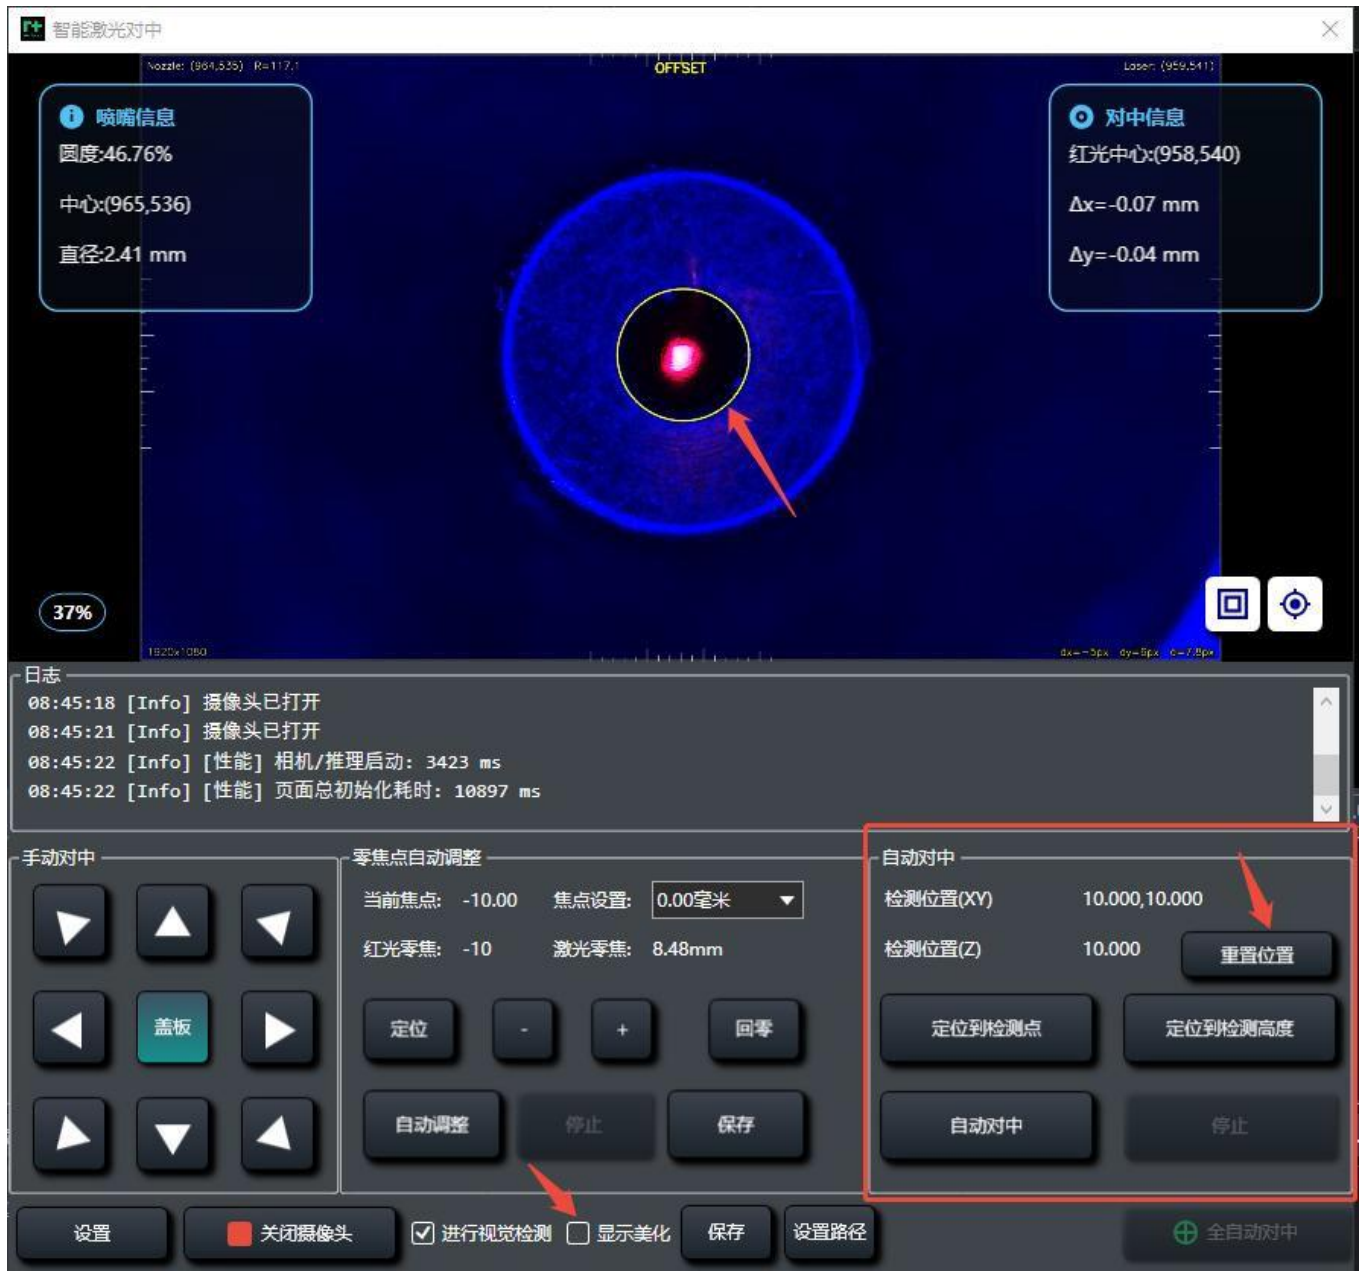 智能激光对中
Nozzle: (964,535) R=117.1
OFFSET
Laser: (959,541)
喷嘴信息
圆度:46.76%
中心:(965,536)
直径:2.41 mm
对中信息
红光中心:(958,540)
Δx=-0.07 mm
Δy=-0.04 mm
37%
1920x1080
dx=-5px dy=6px d=7.8px
日志
08:45:18 [Info] 摄像头已打开
08:45:21 [Info] 摄像头已打开
08:45:22 [Info] [性能] 相机/推理启动: 3423 ms
08:45:22 [Info] [性能] 页面总初始化耗时: 10897 ms
手动对中
盖板
零焦点自动调整
当前焦点: -10.00 焦点设置: 0.00毫米
红光零焦: -10 激光零焦: 8.48mm
定位 - + 回零
自动调整 停止 保存
自动对中
检测位置(XY) 10.000,10.000
检测位置(Z) 10.000 重置位置
定位到检测点 定位到检测高度
自动对中 停止
设置 关闭摄像头 进行视觉检测 显示美化 保存 设置路径 全自动对中